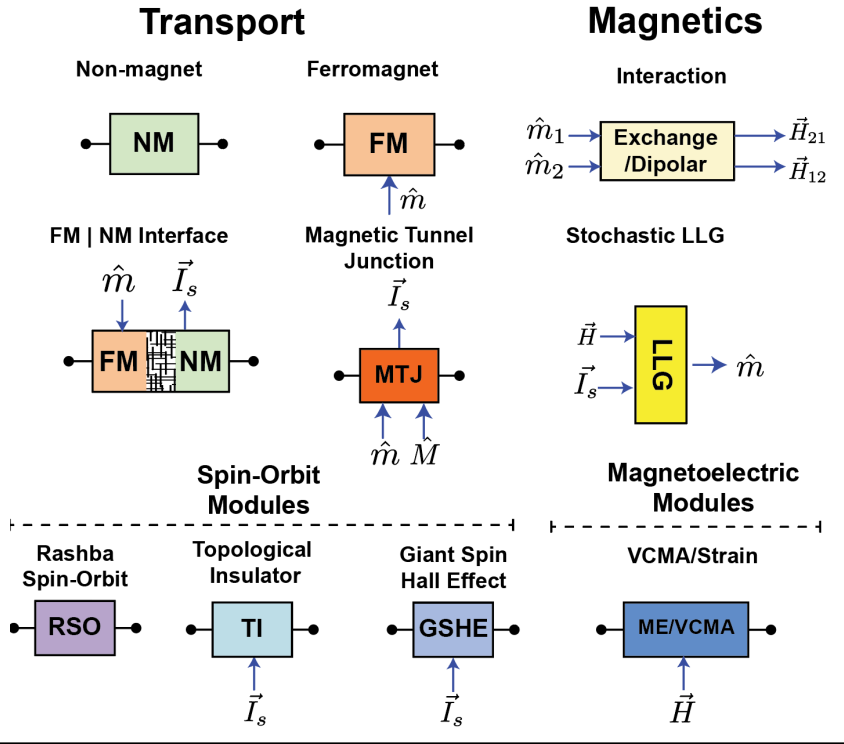 Transport
Magnetics
Non-magnet
Ferromagnet
Interaction
NM
FM
m̂
m̂₁
m̂₂
Exchange
/Dipolar
H⃗₂₁
H⃗₁₂
FM | NM Interface
Magnetic Tunnel
Junction
Stochastic LLG
m̂
I⃗ₛ
FM
NM
I⃗ₛ
MTJ
m̂
M̂
H⃗
I⃗ₛ
LLG
m̂
Spin-Orbit
Modules
Magnetoelectric
Modules
Rashba
Spin-Orbit
Topological
Insulator
Giant Spin
Hall Effect
VCMA/Strain
RSO
TI
GSHE
ME/VCMA
I⃗ₛ
I⃗ₛ
H⃗